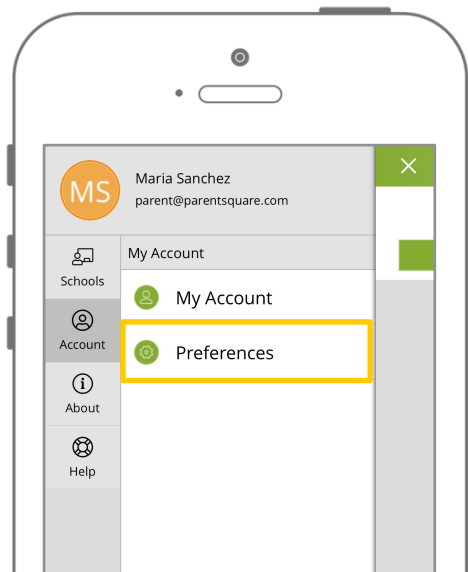 MS
Maria Sanchez
parent@parentsquare.com
Schools
Account
About
Help
My Account
My Account
Preferences